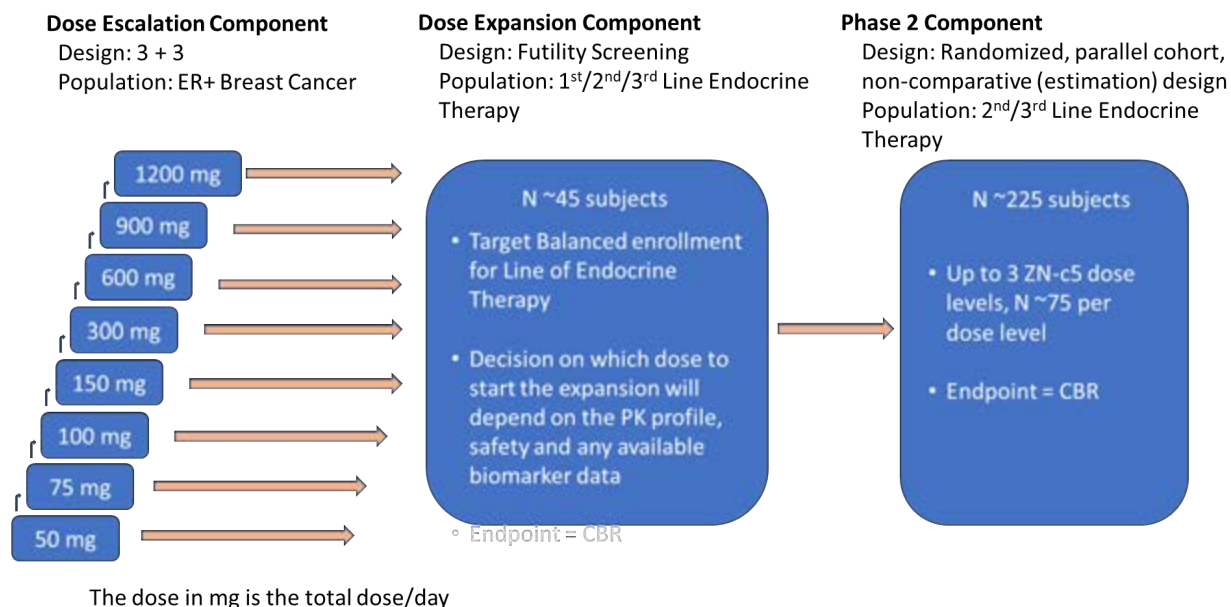 Dose Escalation Component
Design: 3 + 3
Population: ER+ Breast Cancer
Dose Expansion Component
Design: Futility Screening
Population: 1st/2nd/3rd Line Endocrine
Therapy
Phase 2 Component
Design: Randomized, parallel cohort,
non-comparative (estimation) design
Population: 2nd/3rd Line Endocrine
Therapy
1200 mg
900 mg
600 mg
300 mg
150 mg
100 mg
75 mg
50 mg
N ~45 subjects
• Target Balanced enrollment
for Line of Endocrine
Therapy
• Decision on which dose to
start the expansion will
depend on the PK profile,
safety and any available
biomarker data
• Endpoint = CBR
N ~225 subjects
• Up to 3 ZN-c5 dose
levels, N ~75 per
dose level
• Endpoint = CBR
The dose in mg is the total dose/day